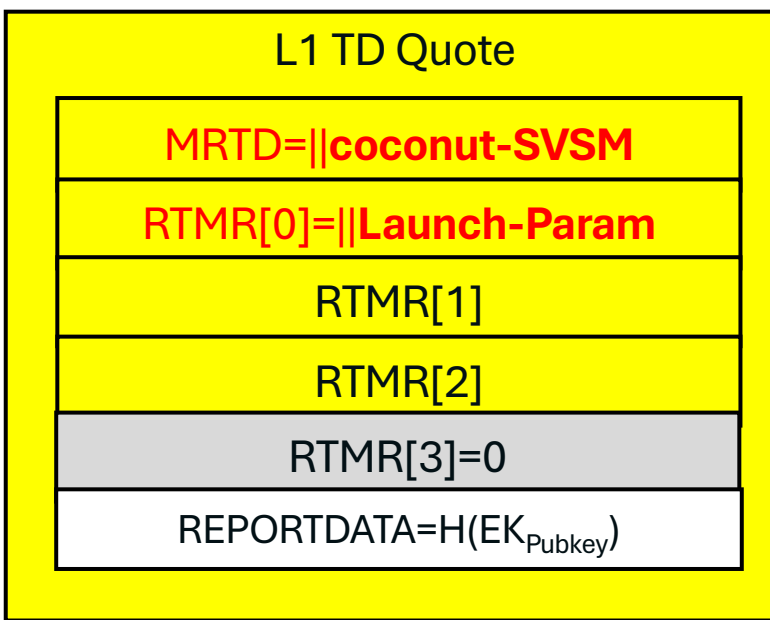 L1 TD Quote
MRTD=||coconut-SVSM
RTMR[0]=||Launch-Param
RTMR[1]
RTMR[2]
RTMR[3]=0
REPORTDATA=H(EKPubkey)